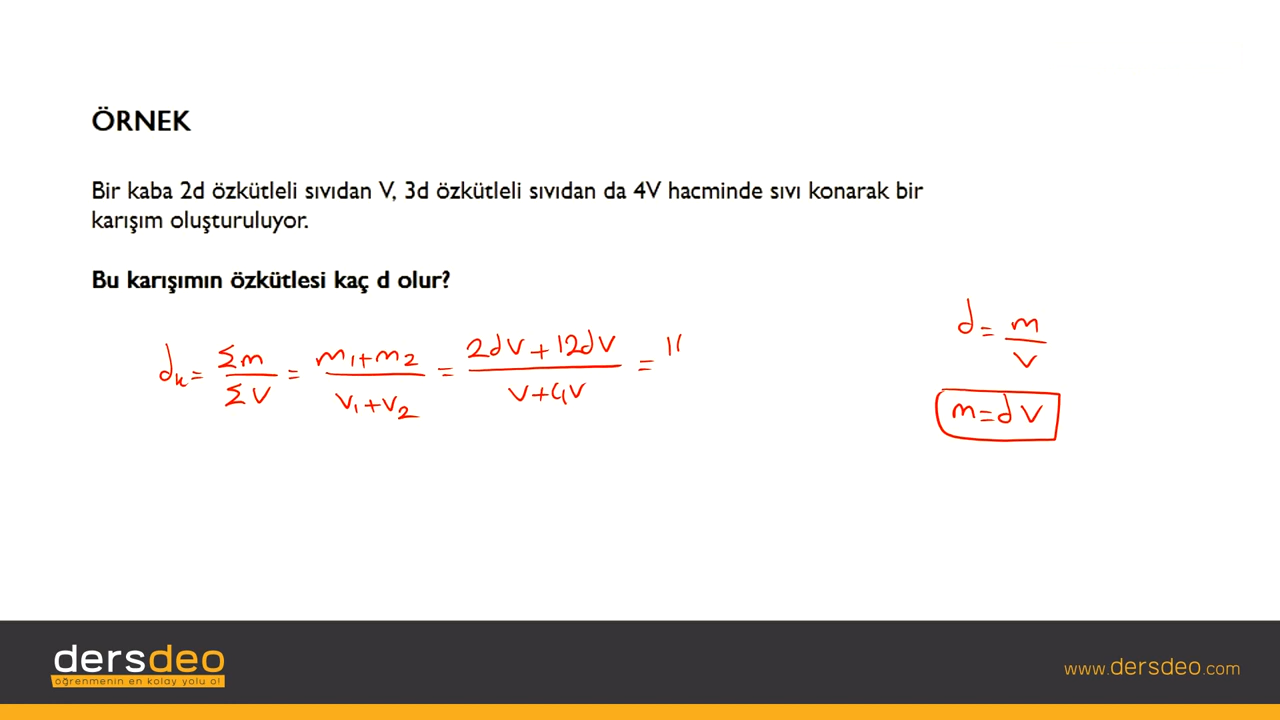 ÖRNEK
Bir kaba 2d özkütleli sıvıdan V, 3d özkütleli sıvıdan da 4V hacminde sıvı konarak bir
karışım oluşturuluyor.
Bu karışımın özkütlesi kaç d olur?
dk = Σm/ΣV = m1+m2/V1+V2 = 2dV+12dV/V+4V =
d = m/V
m=dV
dersdeo
öğrenmenin en kolay yolu o!
www.dersdeo.com